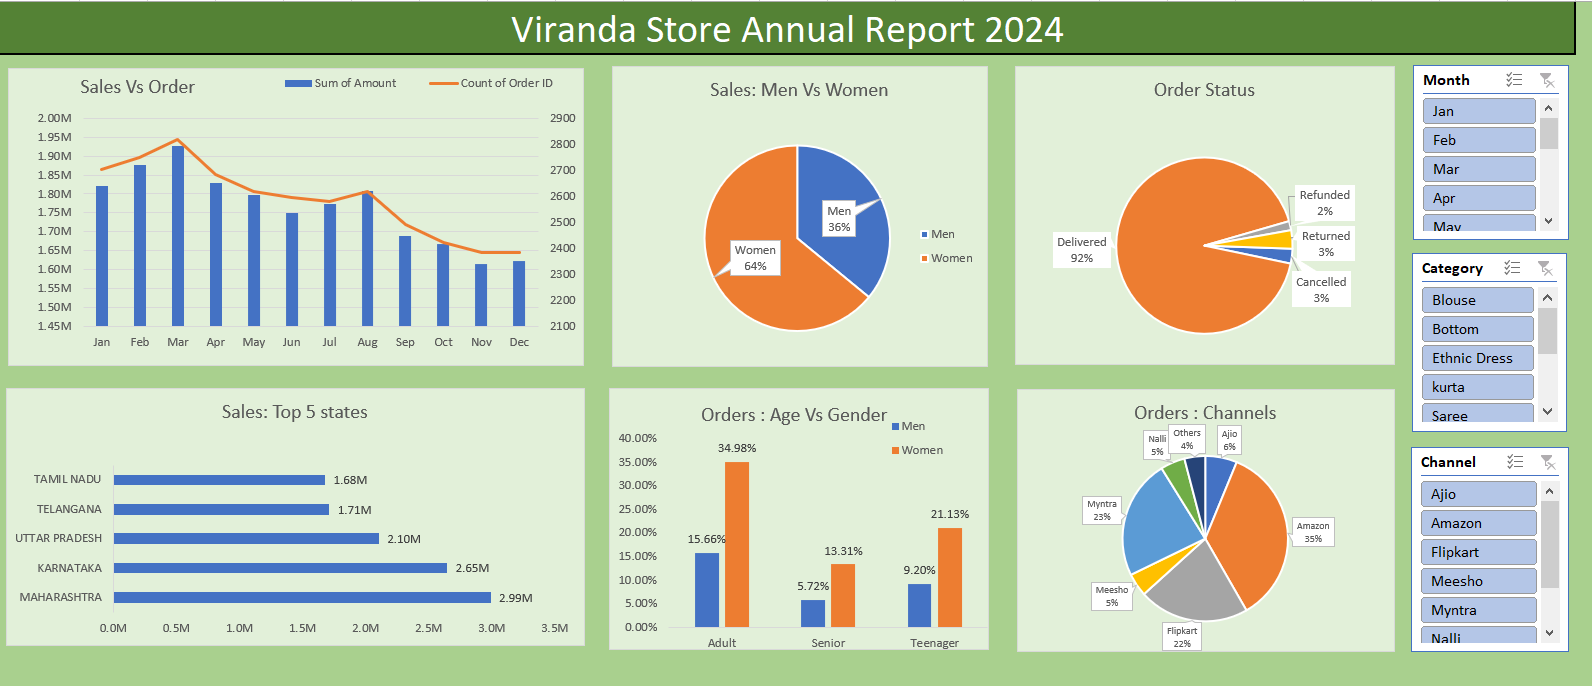 Viranda Store Annual Report 2024
Sales Vs Order
Sum of Amount
Count of Order ID
2.00M
1.95M
1.90M
1.85M
1.80M
1.75M
1.70M
1.65M
1.60M
1.55M
1.50M
1.45M
2900
2800
2700
2600
2500
2400
2300
2200
2100
Jan Feb Mar Apr May Jun Jul Aug Sep Oct Nov Dec
Sales: Men Vs Women
Men
36%
Women
64%
Men
Women
Order Status
Refunded
2%
Returned
3%
Delivered
92%
Cancelled
3%
Month
Jan
Feb
Mar
Apr
May
Category
Blouse
Bottom
Ethnic Dress
kurta
Saree
Sales: Top 5 states
TAMIL NADU 1.68M
TELANGANA 1.71M
UTTAR PRADESH 2.10M
KARNATAKA 2.65M
MAHARASHTRA 2.99M
0.0M 0.5M 1.0M 1.5M 2.0M 2.5M 3.0M 3.5M
Orders : Age Vs Gender
Men
Women
40.00%
35.00%
30.00%
25.00%
20.00%
15.00%
10.00%
5.00%
0.00%
15.66%
34.98%
5.72%
13.31%
9.20%
21.13%
Adult Senior Teenager
Orders : Channels
Nalli
5%
Others
4%
Ajio
6%
Myntra
23%
Amazon
35%
Meesho
5%
Flipkart
22%
Channel
Ajio
Amazon
Flipkart
Meesho
Myntra
Nalli